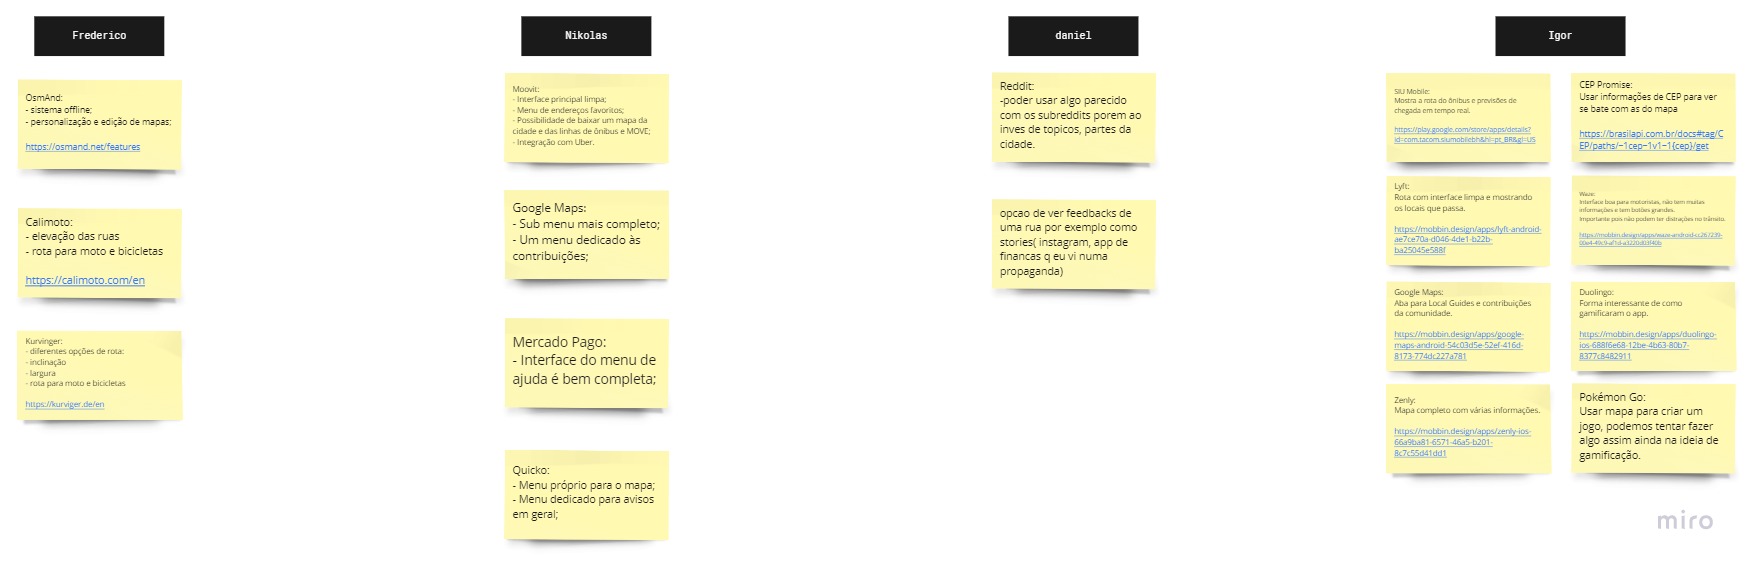 Frederico
OsmAnd:
- sistema offline;
- personalização e edição de mapas;
https://osmand.net/features
Calimoto:
- elevação das ruas
- rota para moto e bicicletas
https://calimoto.com/en
Kurvinger:
- diferentes opções de rota:
- inclinação
- largura
- rota para moto e bicicletas
https://kurviger.de/en
Nikolas
Moovit:
- Interface principal limpa;
- Menu de endereços favoritos;
- Possibilidade de baixar um mapa da
cidade e das linhas de ônibus e MOVE;
- Integração com Uber.
Google Maps:
- Sub menu mais completo;
- Um menu dedicado às
contribuições;
Mercado Pago:
- Interface do menu de
ajuda é bem completa;
Quicko:
- Menu próprio para o mapa;
- Menu dedicado para avisos
em geral;
daniel
Reddit:
-poder usar algo parecido
com os subreddits porem ao
inves de topicos, partes da
cidade.
opcao de ver feedbacks de
uma rua por exemplo como
stories( instagram, app de
financas q eu vi numa
propaganda)
Igor
SIU Mobile:
Mostra a rota do ônibus e previsões de
chegada em tempo real.
https://play.google.com/store/apps/details?
id=com.tacom.siumobilebh&hl=pt_BR&gl=US
CEP Promise:
Usar informações de CEP para ver
se bate com as do mapa
https://brasilapi.com.br/docs#tag/C
EP/paths/~1cep~1v1~1{cep}/get
Lyft:
Rota com interface limpa e mostrando
os locais que passa.
https://mobbin.design/apps/lyft-android-
ae7ce70a-d046-4de1-b22b-
ba25045e588f
Waze:
Interface boa para motoristas, não tem muitas
informações e tem botões grandes.
Importante pois não podem ter distrações no trânsito.
https://mobbin.design/apps/waze-android-cc267239-
00e4-49c9-af1d-a3220d03f40b
Google Maps:
Aba para Local Guides e contribuições
da comunidade.
https://mobbin.design/apps/google-
maps-android-54c03d5e-52ef-416d-
8173-774dc227a781
Duolingo:
Forma interessante de como
gamificaram o app.
https://mobbin.design/apps/duolingo-
ios-688f6e68-12be-4b63-80b7-
8377c8482911
Zenly:
Mapa completo com várias informações.
https://mobbin.design/apps/zenly-ios-
66a9ba81-6571-46a5-b201-
8c7c55d41dd1
Pokémon Go:
Usar mapa para criar um
jogo, podemos tentar fazer
algo assim ainda na ideia de
gamificação.
miro